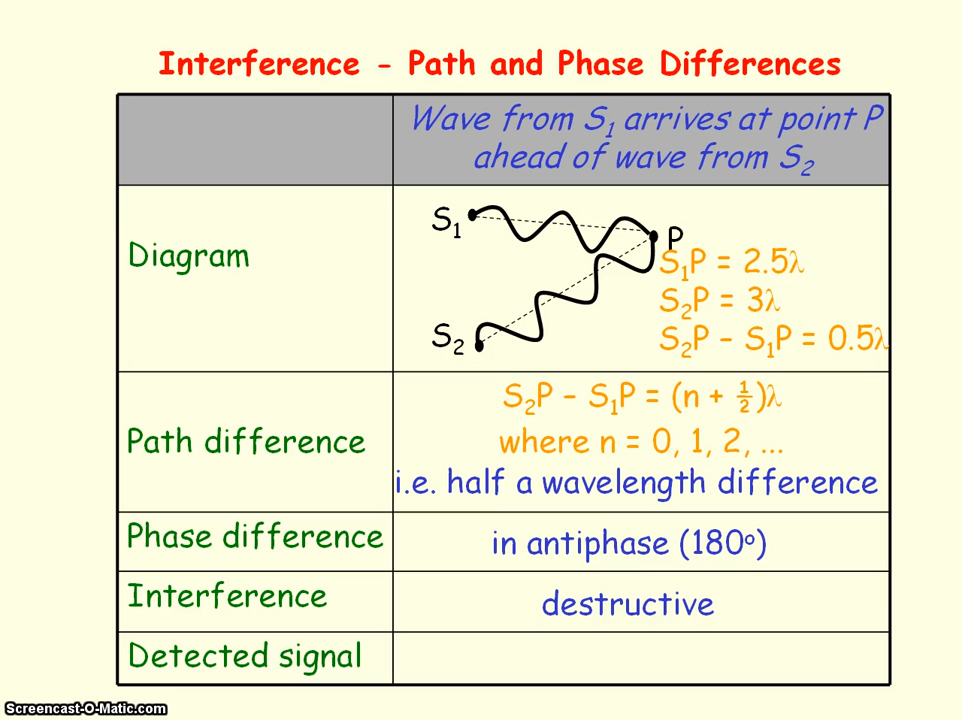 Interference - Path and Phase Differences
Wave from S₁ arrives at point P
ahead of wave from S₂
Diagram
S₁
P
S₂
S₁P = 2.5λ
S₂P = 3λ
S₂P – S₁P = 0.5λ
Path difference
S₂P – S₁P = (n + ½)λ
where n = 0, 1, 2, ...
i.e. half a wavelength difference
Phase difference
in antiphase (180°)
Interference
destructive
Detected signal
Screencast-O-Matic.com